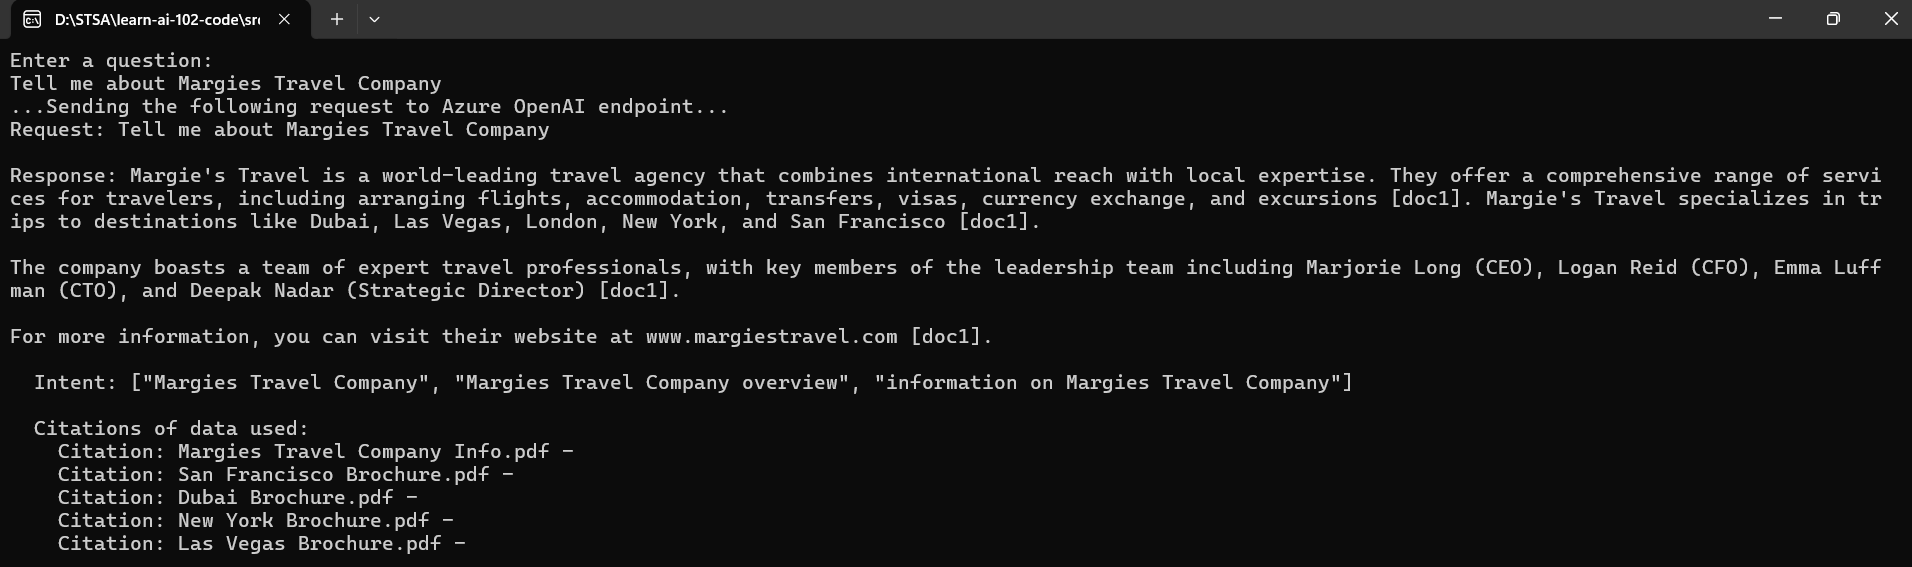 D:\STSA\learn-ai-102-code\src
Enter a question:
Tell me about Margies Travel Company
...Sending the following request to Azure OpenAI endpoint...
Request: Tell me about Margies Travel Company
Response: Margie's Travel is a world-leading travel agency that combines international reach with local expertise. They offer a comprehensive range of servi
ces for travelers, including arranging flights, accommodation, transfers, visas, currency exchange, and excursions [doc1]. Margie's Travel specializes in tr
ips to destinations like Dubai, Las Vegas, London, New York, and San Francisco [doc1].
The company boasts a team of expert travel professionals, with key members of the leadership team including Marjorie Long (CEO), Logan Reid (CFO), Emma Luff
man (CTO), and Deepak Nadar (Strategic Director) [doc1].
For more information, you can visit their website at www.margiestravel.com [doc1].
Intent: ["Margies Travel Company", "Margies Travel Company overview", "information on Margies Travel Company"]
Citations of data used:
Citation: Margies Travel Company Info.pdf -
Citation: San Francisco Brochure.pdf -
Citation: Dubai Brochure.pdf -
Citation: New York Brochure.pdf -
Citation: Las Vegas Brochure.pdf -